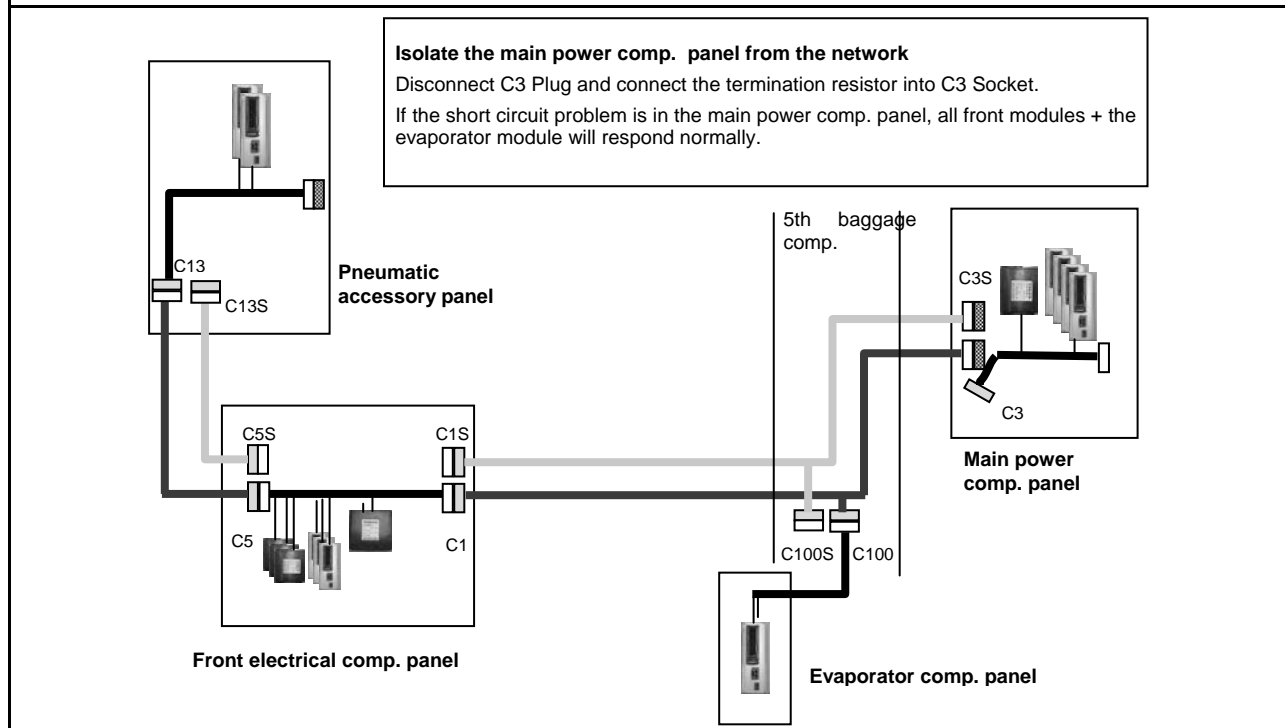 Isolate the main power comp. panel from the network
Disconnect C3 Plug and connect the termination resistor into C3 Socket.
If the short circuit problem is in the main power comp. panel, all front modules + the
evaporator module will respond normally.
5th baggage
comp.
C13
C13S
Pneumatic
accessory panel
C3S
C3
Main power
comp. panel
C5S
C1S
C5
C1
C100S
C100
Front electrical comp. panel
Evaporator comp. panel